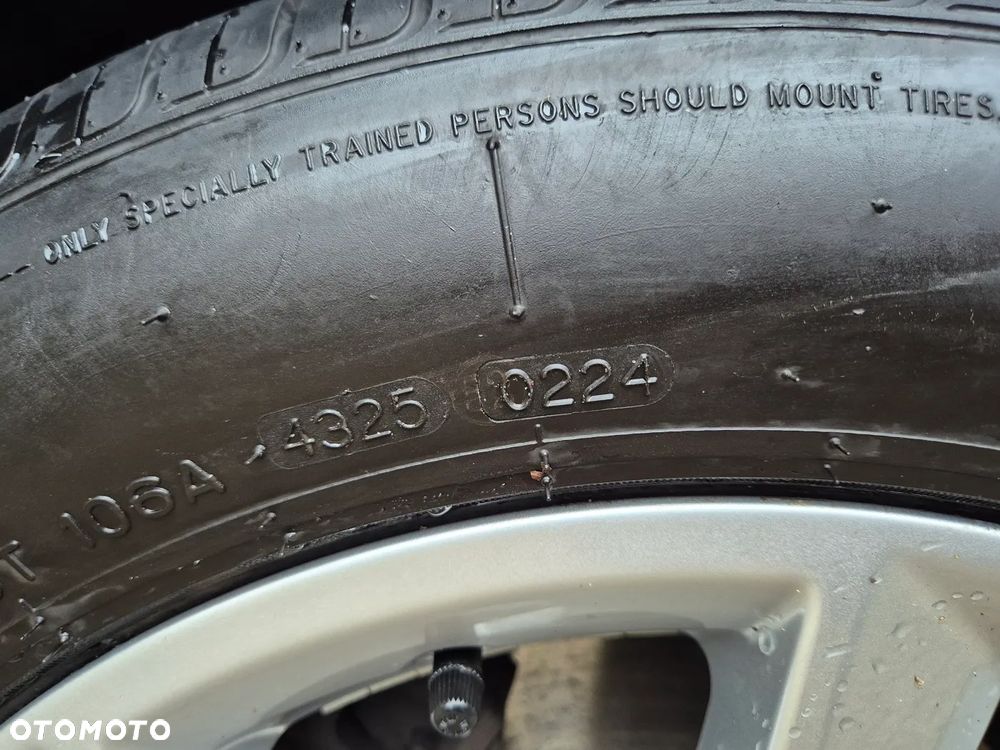 ONLY SPECIALLY TRAINED PERSONS SHOULD MOUNT TIRES.
106A 4325 0224
OTOMOTO